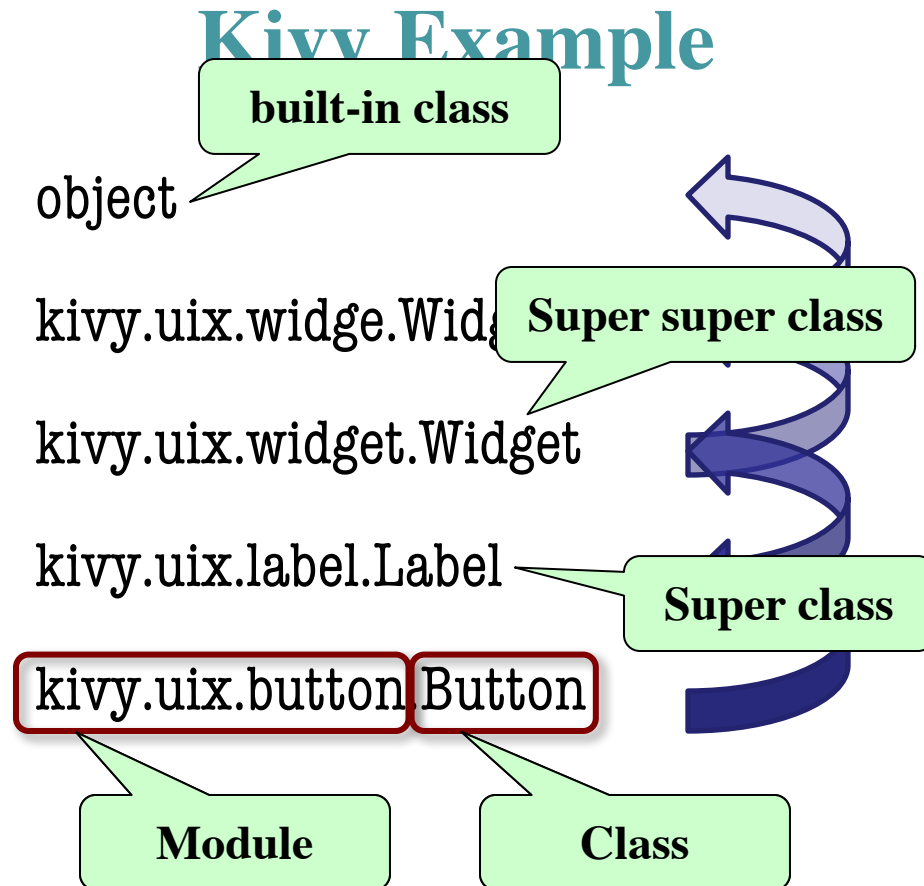 Kivy Example
built-in class
object
kivy.uix.widge.Widg
Super super class
kivy.uix.widget.Widget
kivy.uix.label.Label
Super class
kivy.uix.button.Button
Module
Class